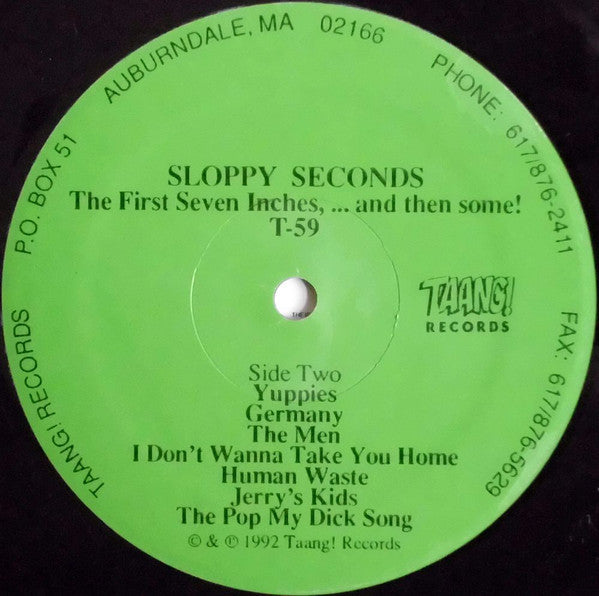 TAANG! RECORDS P.O. BOX 51 AUBURNDALE, MA 02166 PHONE: 617/876-2411 FAX: 617/876-5629
SLOPPY SECONDS
The First Seven Inches, ... and then some!
T-59
TAANG!
RECORDS
Side Two
Yuppies
Germany
The Men
I Don't Wanna Take You Home
Human Waste
Jerry's Kids
The Pop My Dick Song
© & ℗ 1992 Taang! Records